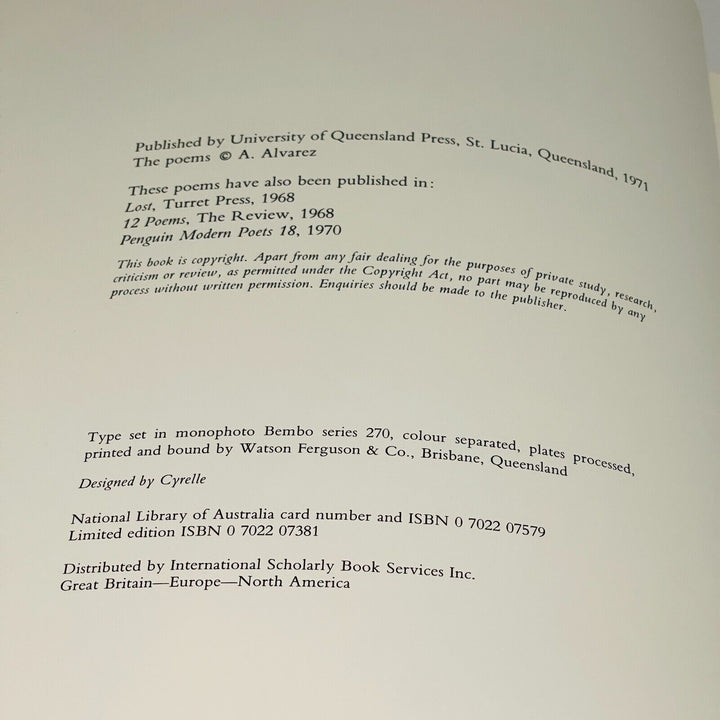 Published by University of Queensland Press, St. Lucia, Queensland, 1971
The poems © A. Alvarez
These poems have also been published in:
Lost, Turret Press, 1968
12 Poems, The Review, 1968
Penguin Modern Poets 18, 1970
This book is copyright. Apart from any fair dealing for the purposes of private study, research,
criticism or review, as permitted under the Copyright Act, no part may be reproduced by any
process without written permission. Enquiries should be made to the publisher.
Type set in monophoto Bembo series 270, colour separated, plates processed,
printed and bound by Watson Ferguson & Co., Brisbane, Queensland
Designed by Cyrelle
National Library of Australia card number and ISBN 0 7022 07579
Limited edition ISBN 0 7022 07381
Distributed by International Scholarly Book Services Inc.
Great Britain—Europe—North America